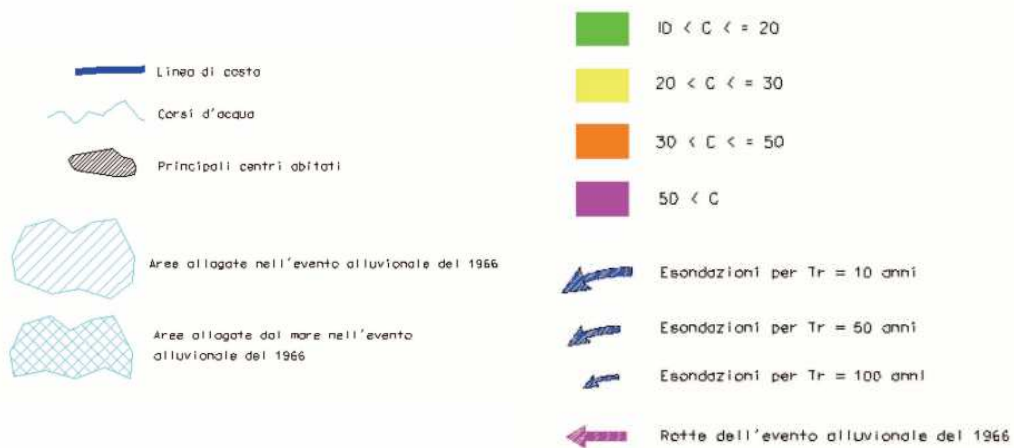 Linea di costa
Corsi d'acqua
Principali centri abitati
Aree allagate nell'evento alluvionale del 1966
Aree allagate dal mare nell'evento
alluvionale del 1966
10 < C < = 20
20 < C < = 30
30 < C < = 50
50 < C
Esondazioni per Tr = 10 anni
Esondazioni per Tr = 50 anni
Esondazioni per Tr = 100 anni
Rotte dell'evento alluvionale del 1966